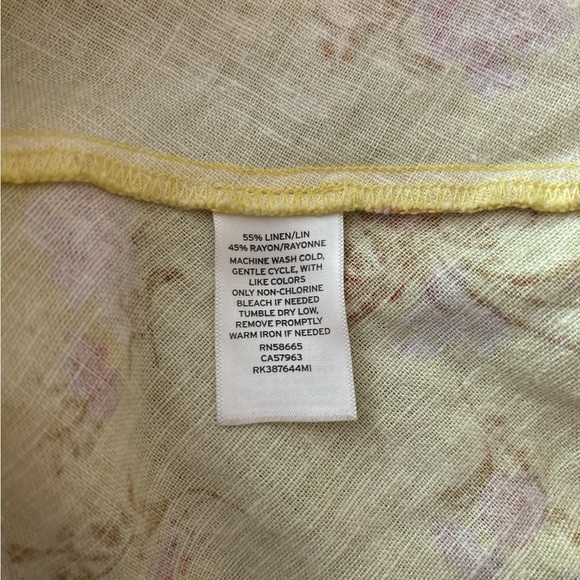 55% LINEN/LIN
45% RAYON/RAYONNE
MACHINE WASH COLD,
GENTLE CYCLE, WITH
LIKE COLORS
ONLY NON-CHLORINE
BLEACH IF NEEDED
TUMBLE DRY LOW,
REMOVE PROMPTLY
WARM IRON IF NEEDED
RN58665
CA57963
RK387644MI